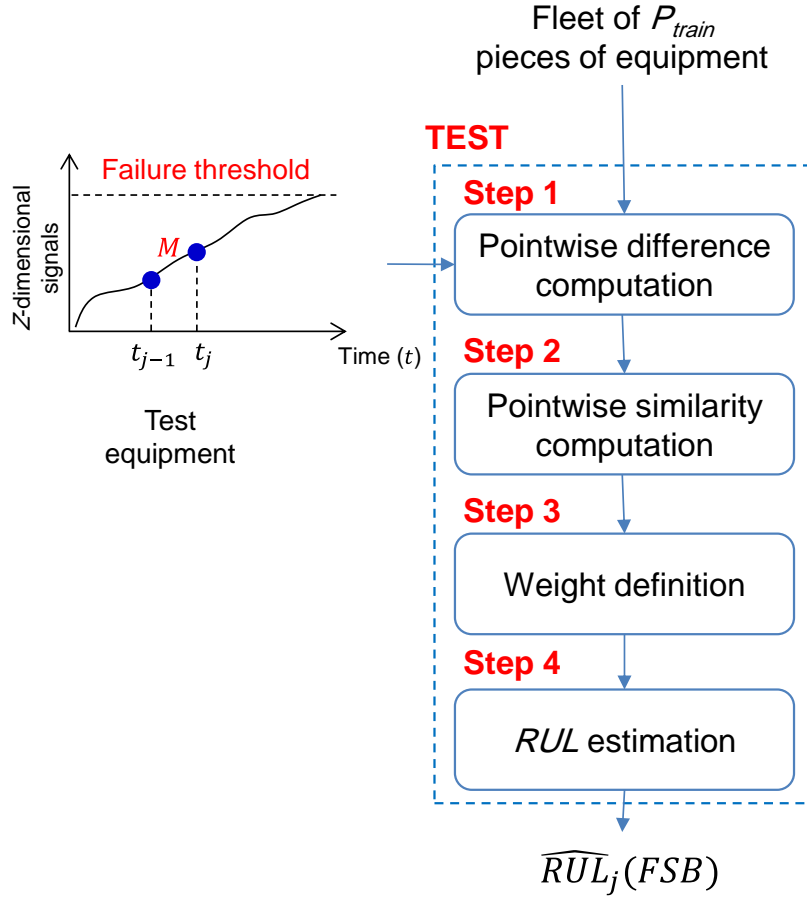 Fleet of P_train
pieces of equipment
TEST
Failure threshold
Z-dimensional
signals
M
t_{j-1}
t_j
Time (t)
Test
equipment
Step 1
Pointwise difference
computation
Step 2
Pointwise similarity
computation
Step 3
Weight definition
Step 4
RUL estimation
\widehat{RUL}_j(FSB)